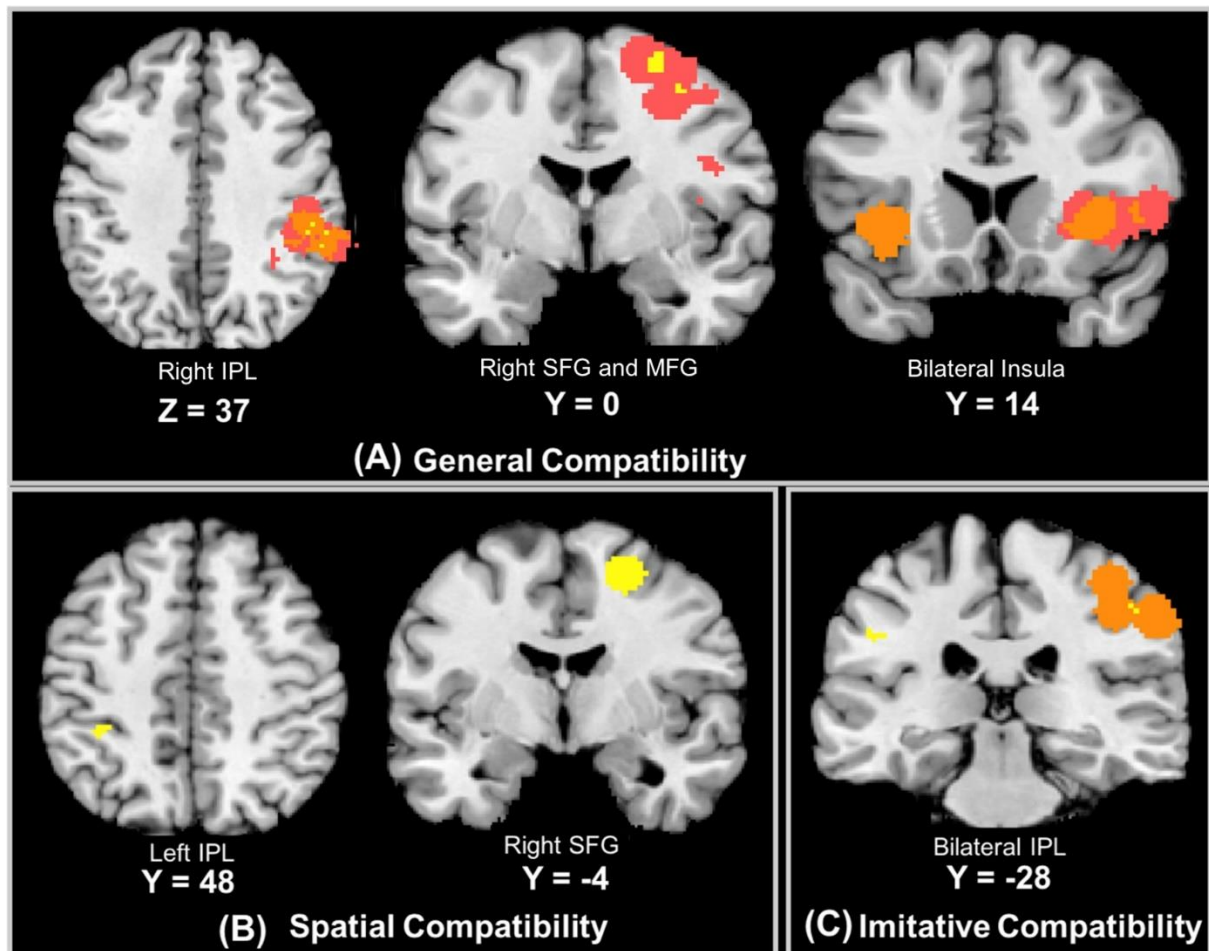 Right IPL
Z = 37
Right SFG and MFG
Y = 0
Bilateral Insula
Y = 14
(A) General Compatibility
Left IPL
Y = 48
Right SFG
Y = -4
(B) Spatial Compatibility
Bilateral IPL
Y = -28
(C) Imitative Compatibility